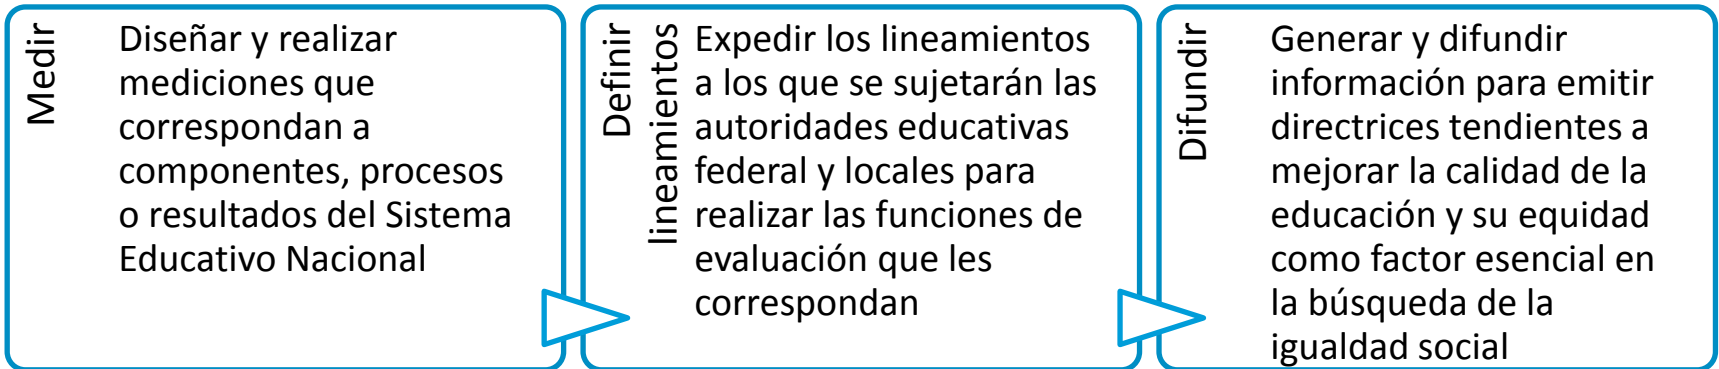 Medir
Diseñar y realizar
mediciones que
correspondan a
componentes, procesos
o resultados del Sistema
Educativo Nacional
Definir
lineamientos
Expedir los lineamientos
a los que se sujetarán las
autoridades educativas
federal y locales para
realizar las funciones de
evaluación que les
correspondan
Difundir
Generar y difundir
información para emitir
directrices tendientes a
mejorar la calidad de la
educación y su equidad
como factor esencial en
la búsqueda de la
igualdad social